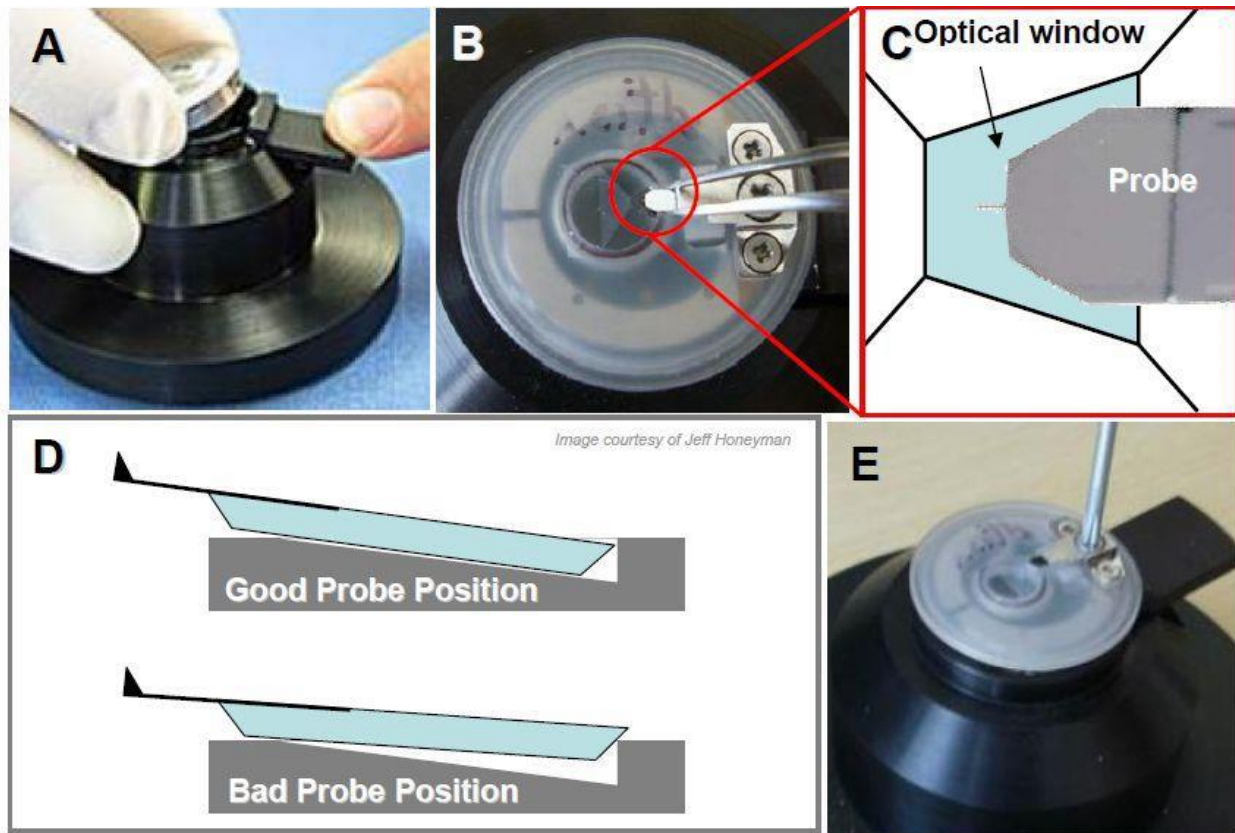 A
B
C
Optical window
Probe
D
Image courtesy of Jeff Honeyman
Good Probe Position
Bad Probe Position
E